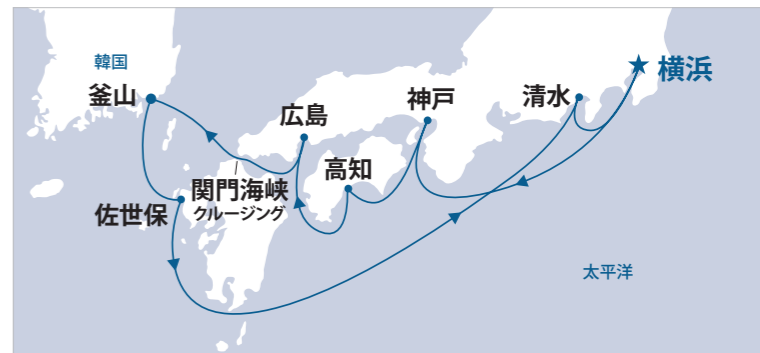 韓国
釜山
広島
神戸
清水
横浜
高知
関門海峡
クルージング
佐世保
太平洋